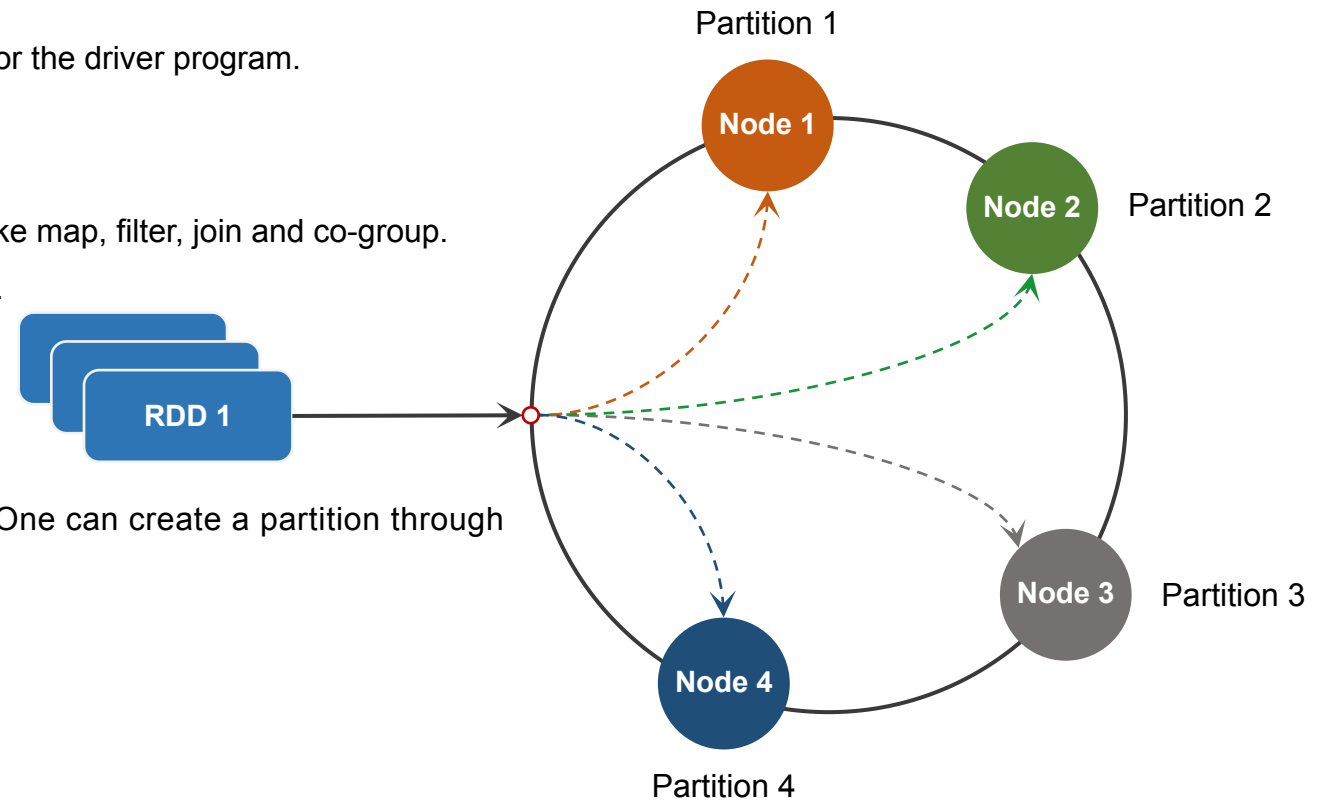 Partition 1
or the driver program.
Node 1
Node 2
Partition 2
ke map, filter, join and co-group.
.
RDD 1
One can create a partition through
Node 3
Partition 3
Node 4
Partition 4